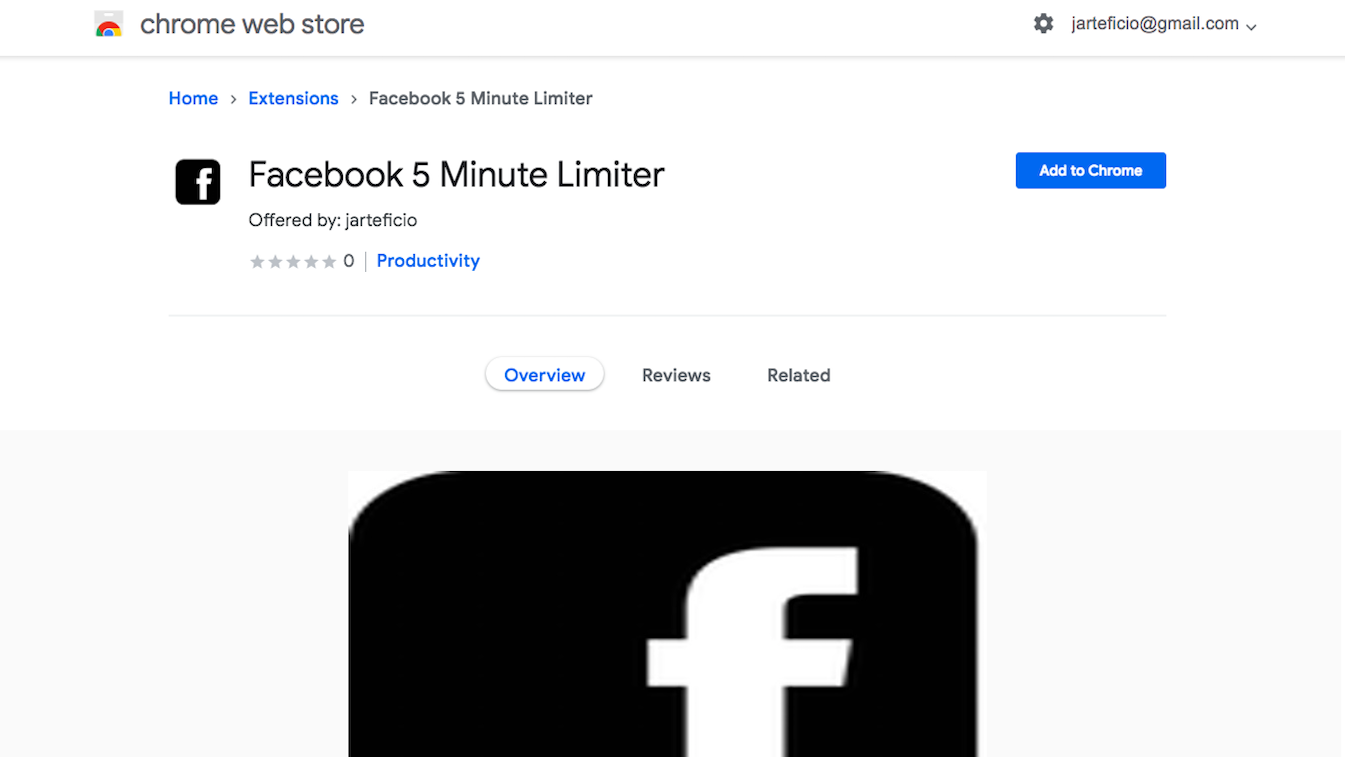 chrome web store
jarteficio@gmail.com
Home › Extensions › Facebook 5 Minute Limiter
f
Facebook 5 Minute Limiter
Add to Chrome
Offered by: jarteficio
0 | Productivity
Overview
Reviews
Related
f